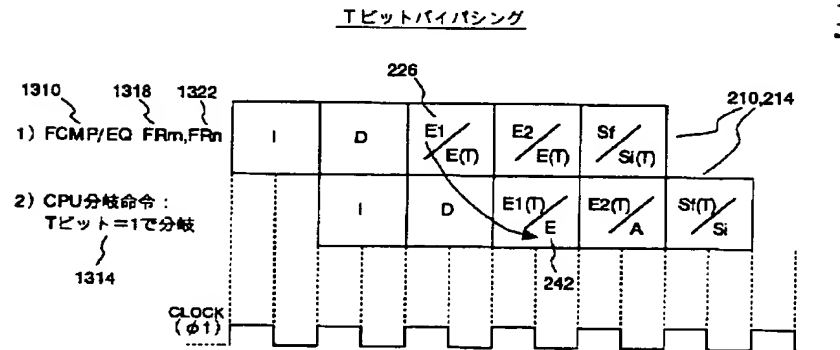 Tビットバイパシング
226
1310 1318 1322
210,214
1) FCMP/EQ FRm,FRn
I D E1/E(T) E2/E(T) Sf/Si(T)
2) CPU分岐命令:
Tビット=1で分岐
I D E1(T)/E E2(T)/A Sf(T)/Si
1314
242
CLOCK
(φ1)